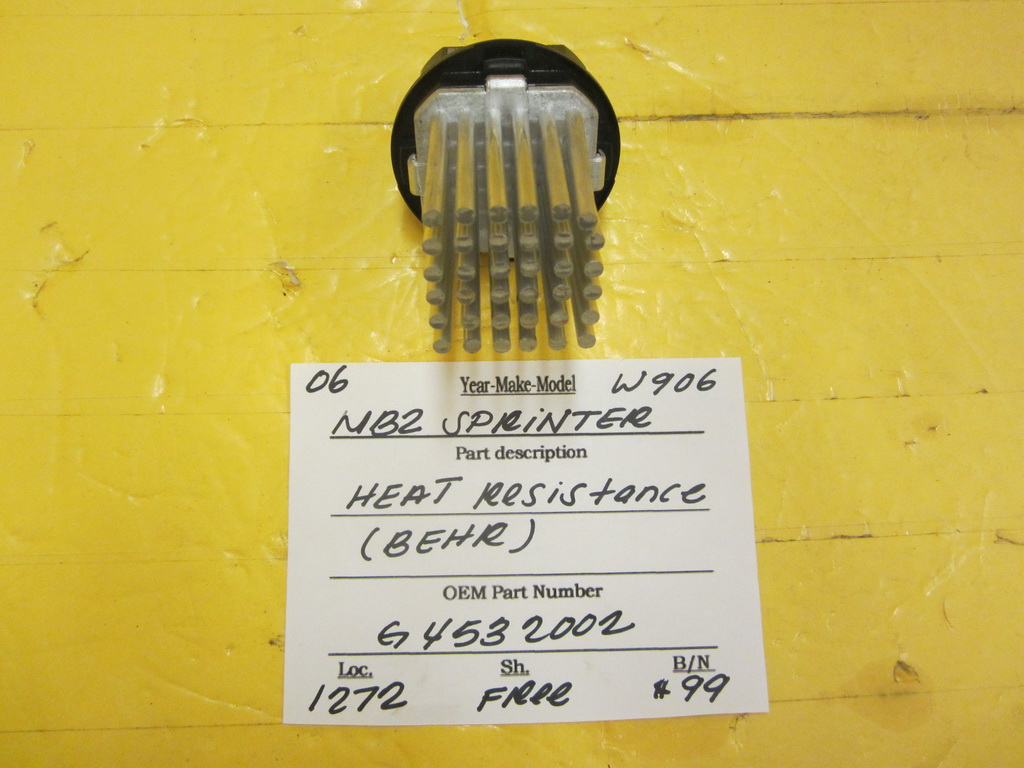 06 Year-Make-Model W906
MBZ SPRINTER
Part description
HEAT Resistance
(BEHR)
OEM Part Number
G4532002
Loc. Sh. B/N
1272 FREE #99